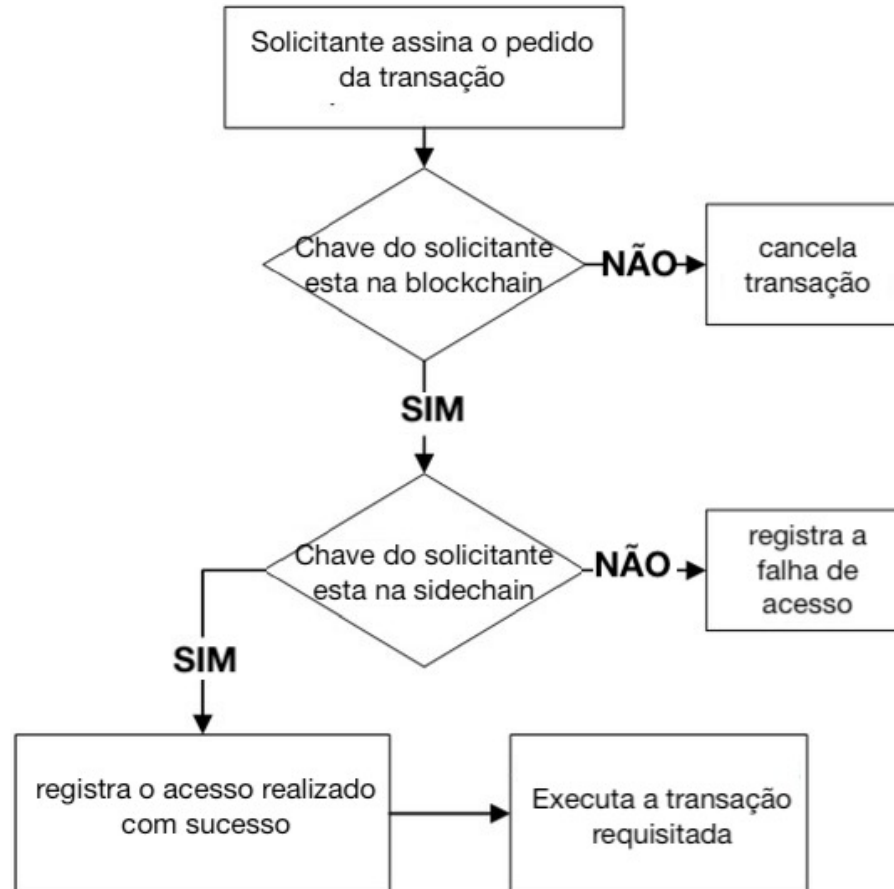 Solicitante assina o pedido
da transação
Chave do solicitante
esta na blockchain
NÃO
cancela
transação
SIM
Chave do solicitante
esta na sidechain
NÃO
registra a
falha de
acesso
SIM
registra o acesso realizado
com sucesso
Executa a transação
requisitada